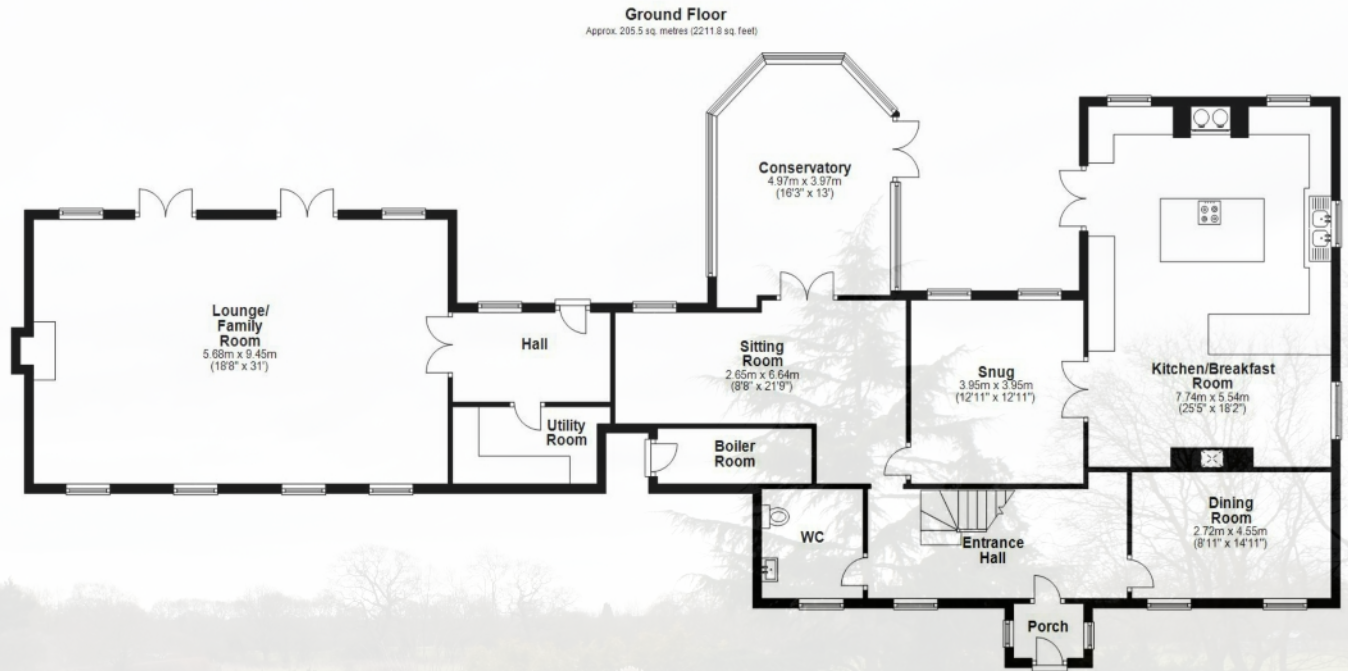 Ground Floor
Approx. 205.5 sq. metres (2211.8 sq. feet)
Conservatory
4.97m x 3.97m
(16'3" x 13')
Lounge/
Family
Room
5.68m x 9.45m
(18'8" x 31')
Hall
Sitting
Room
2.65m x 6.64m
(8'8" x 21'9")
Snug
3.95m x 3.95m
(12'11" x 12'11")
Kitchen/Breakfast
Room
7.74m x 5.54m
(25'5" x 18'2")
Utility
Room
Boiler
Room
WC
Entrance
Hall
Dining
Room
2.72m x 4.55m
(8'11" x 14'11")
Porch